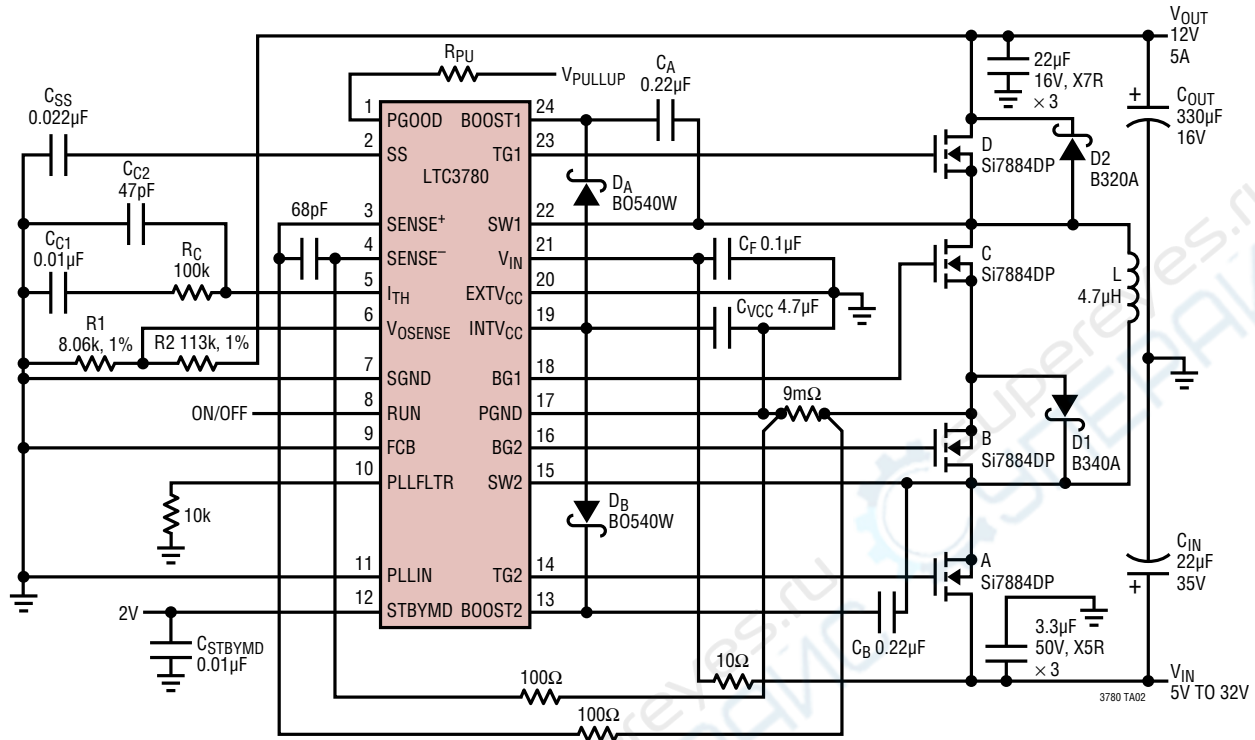 VOUT
12V
5A
RPU
VPULLUP
CA
0.22µF
22µF
16V, X7R
× 3
+
COUT
330µF
16V
CSS
0.022µF
1
PGOOD
BOOST1
24
2
SS
TG1
23
LTC3780
CC2
47pF
68pF
3
SENSE+
SW1
22
4
SENSE−
VIN
21
CC1
0.01µF
RC
100k
5
ITH
EXTVCC
20
6
VOSENSE
INTVCC
19
R1
8.06k, 1%
R2 113k, 1%
7
SGND
BG1
18
ON/OFF
8
RUN
PGND
17
9
FCB
BG2
16
10
PLLFLTR
SW2
15
10k
11
PLLIN
TG2
14
2V
12
STBYMD
BOOST2
13
CSTBYMD
0.01µF
DA
BO540W
CF 0.1µF
CVCC 4.7µF
9mΩ
DB
BO540W
D
Si7884DP
D2
B320A
C
Si7884DP
L
4.7µH
B
Si7884DP
D1
B340A
A
Si7884DP
CIN
22µF
35V
+
CB 0.22µF
3.3µF
50V, X5R
× 3
10Ω
100Ω
100Ω
3780 TA02
VIN
5V TO 32V
supereyes.ru